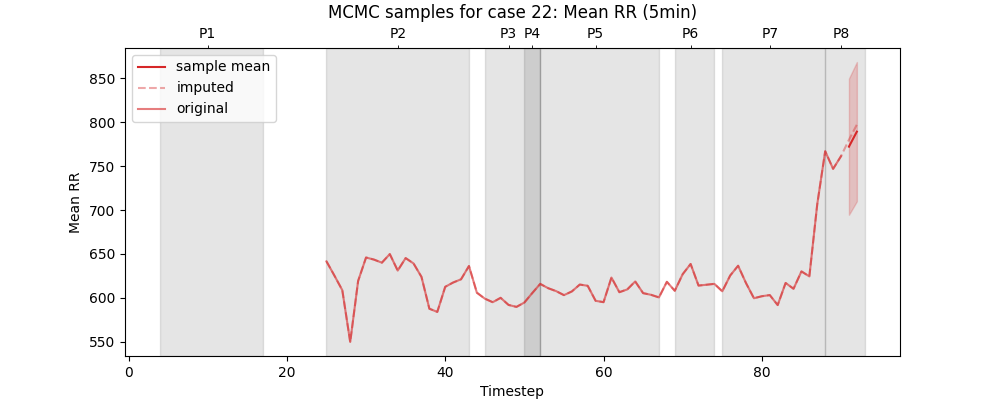 MCMC samples for case 22: Mean RR (5min)
P1 P2 P3 P4 P5 P6 P7 P8
sample mean
imputed
original
850
800
750
700
650
600
550
Mean RR
0 20 40 60 80
Timestep